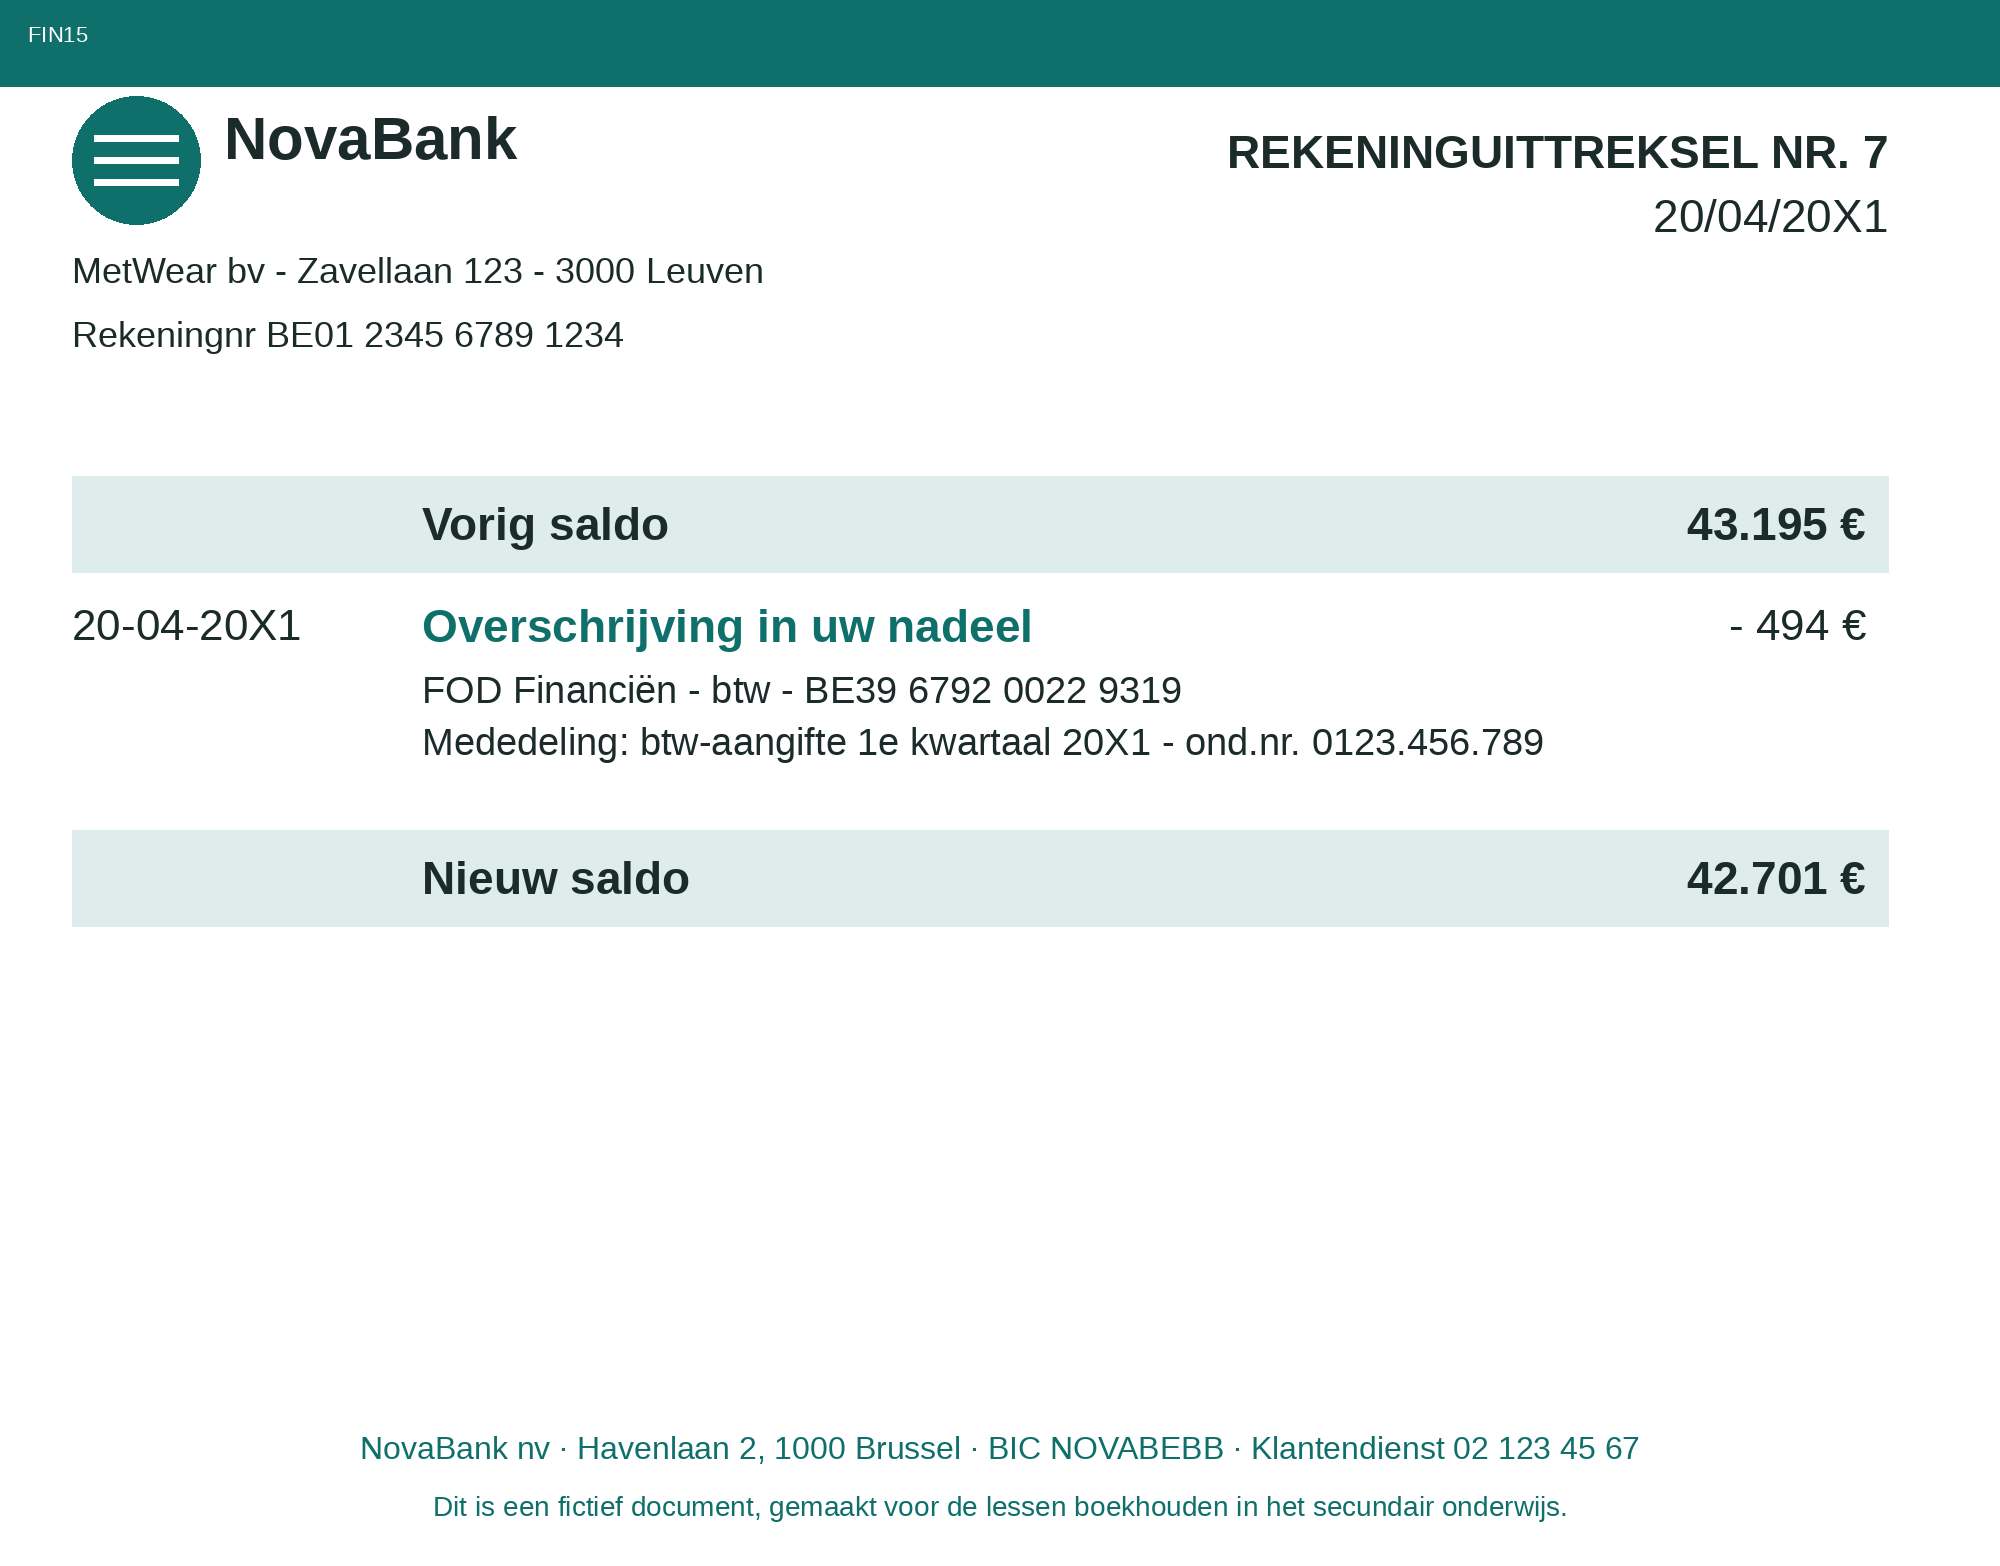 FIN15
NovaBank
REKENINGUITTREKSEL NR. 7
20/04/20X1
MetWear bv - Zavellaan 123 - 3000 Leuven
Rekeningnr BE01 2345 6789 1234
Vorig saldo 43.195 €
20-04-20X1 Overschrijving in uw nadeel - 494 €
FOD Financiën - btw - BE39 6792 0022 9319
Mededeling: btw-aangifte 1e kwartaal 20X1 - ond.nr. 0123.456.789
Nieuw saldo 42.701 €
NovaBank nv · Havenlaan 2, 1000 Brussel · BIC NOVABEBB · Klantendienst 02 123 45 67
Dit is een fictief document, gemaakt voor de lessen boekhouden in het secundair onderwijs.